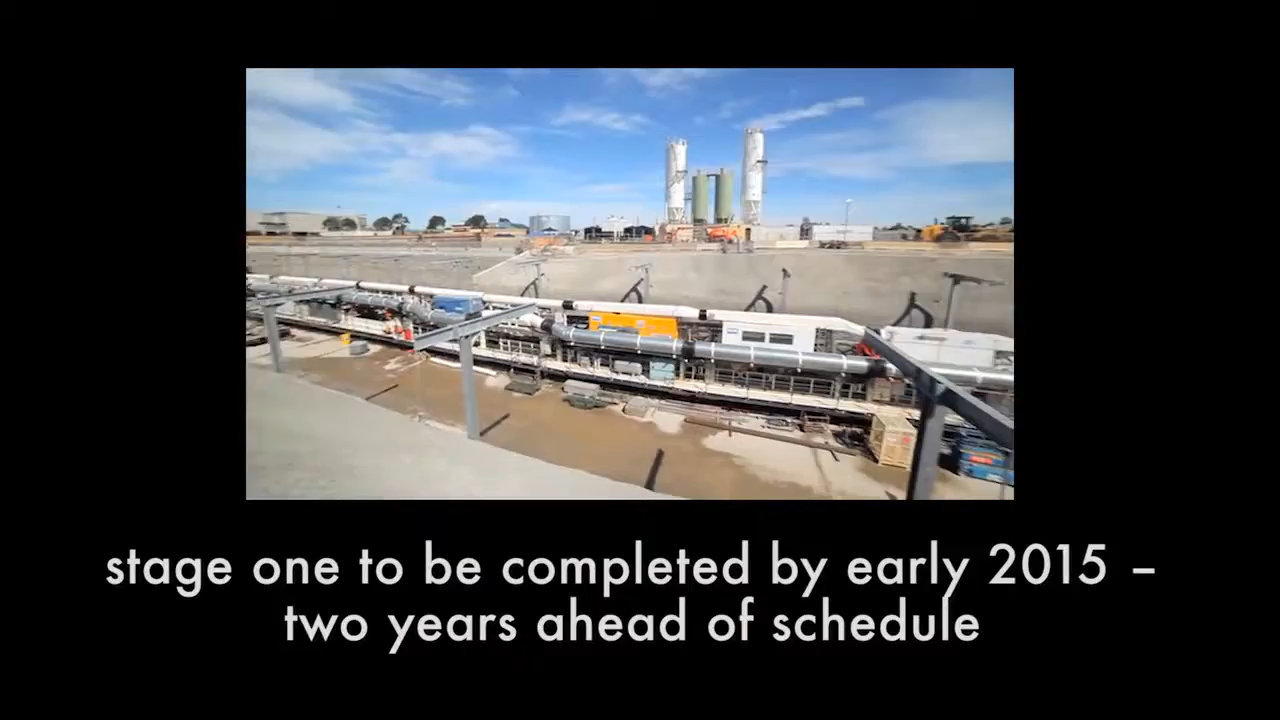 stage one to be completed by early 2015 –
two years ahead of schedule